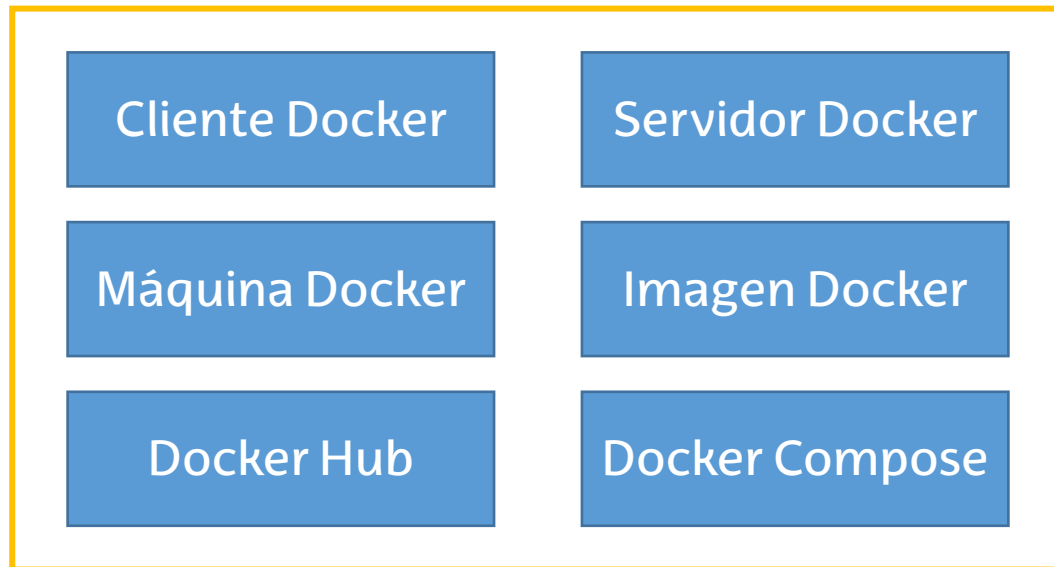 Cliente Docker
Servidor Docker
Máquina Docker
Imagen Docker
Docker Hub
Docker Compose